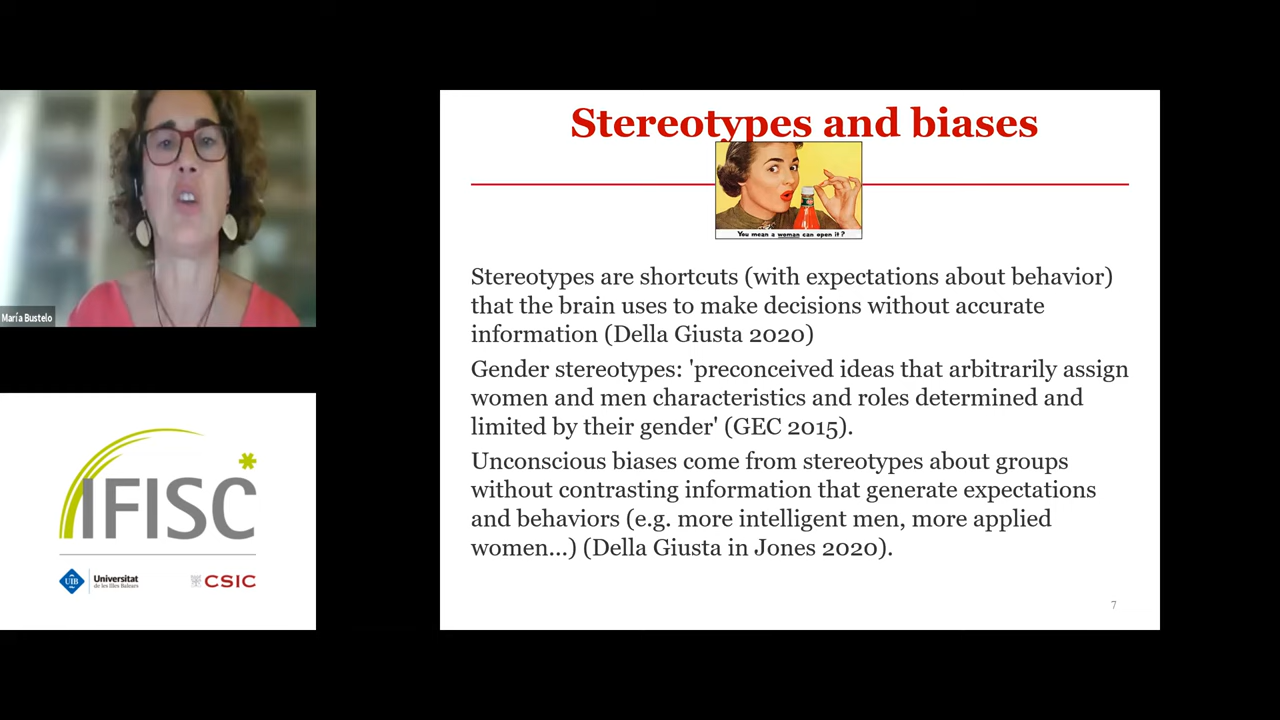 María Bustelo
IFISC
UIB
Universitat
de les Illes Balears
CSIC
Stereotypes and biases
You mean a woman can open it?
Stereotypes are shortcuts (with expectations about behavior)
that the brain uses to make decisions without accurate
information (Della Giusta 2020)
Gender stereotypes: 'preconceived ideas that arbitrarily assign
women and men characteristics and roles determined and
limited by their gender' (GEC 2015).
Unconscious biases come from stereotypes about groups
without contrasting information that generate expectations
and behaviors (e.g. more intelligent men, more applied
women...) (Della Giusta in Jones 2020).
7